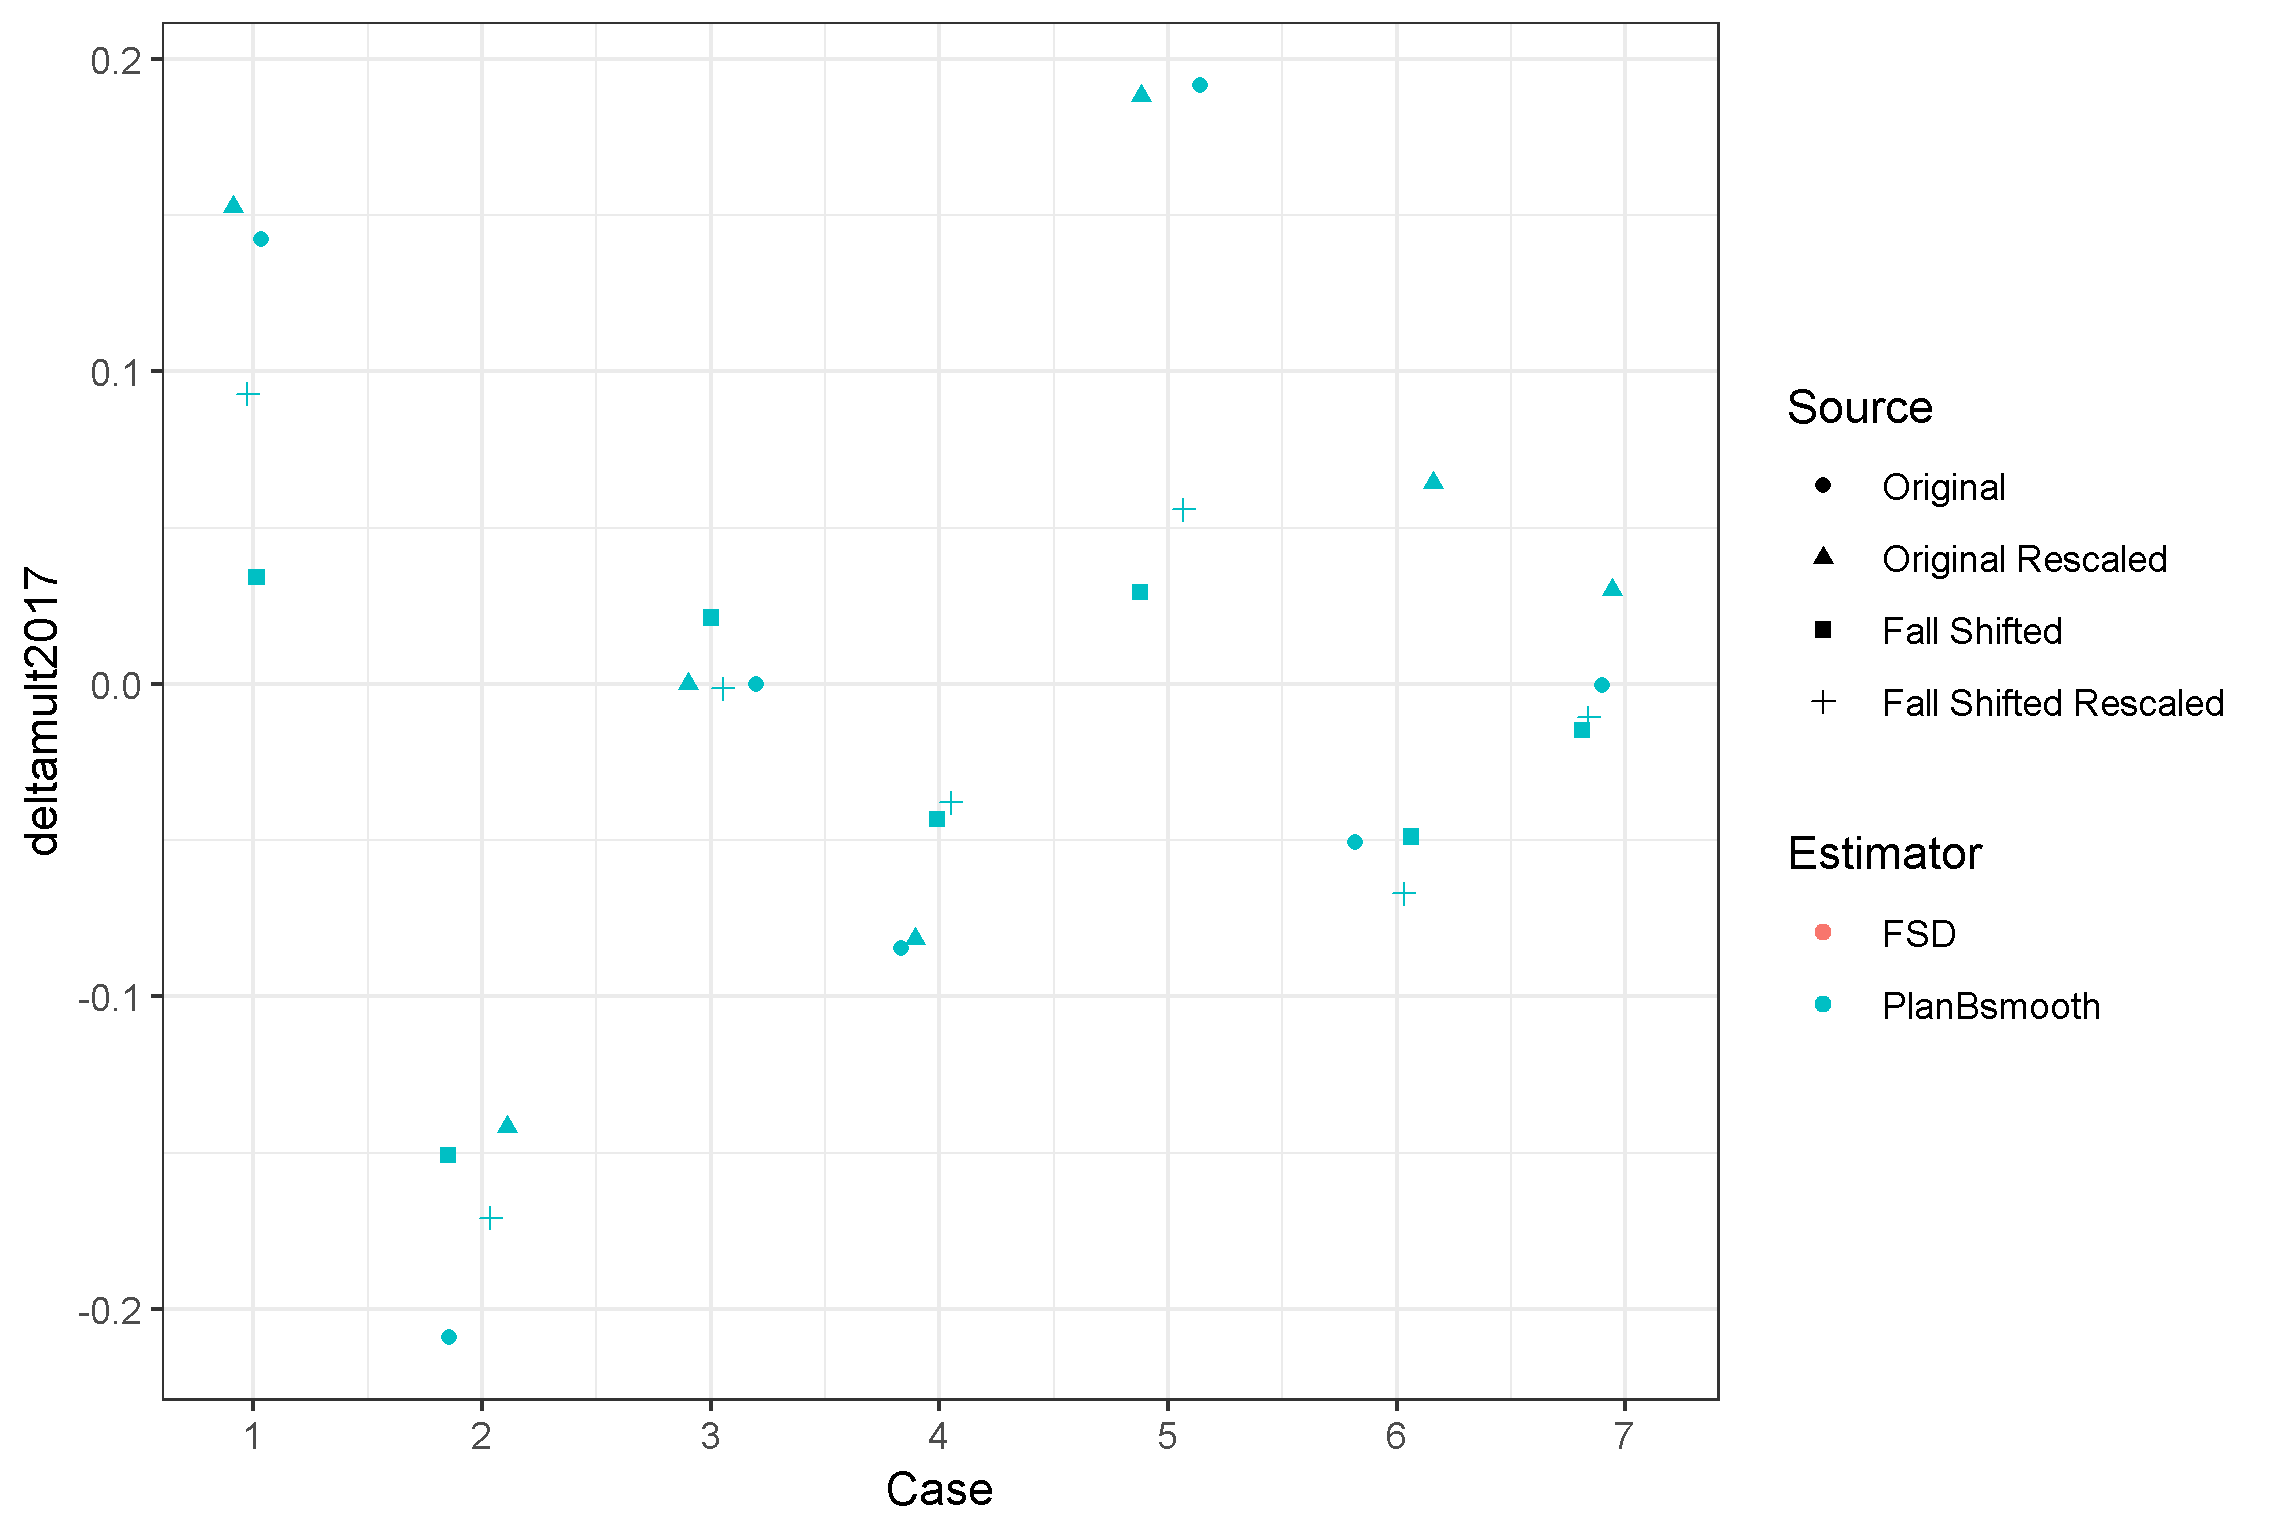 deltamult2017
0.2
0.1
0.0
-0.1
-0.2
1 2 3 4 5 6 7
Case
Source
Original
Original Rescaled
Fall Shifted
Fall Shifted Rescaled
Estimator
FSD
PlanBsmooth